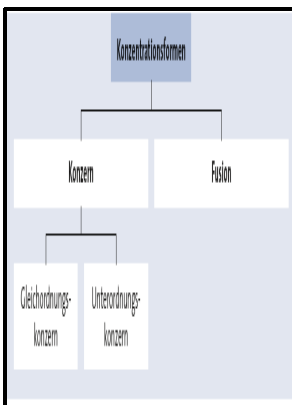 Konzentrationsformen
Konzern
Fusion
Gleichordnungs-
konzern
Unterordnungs-
konzern